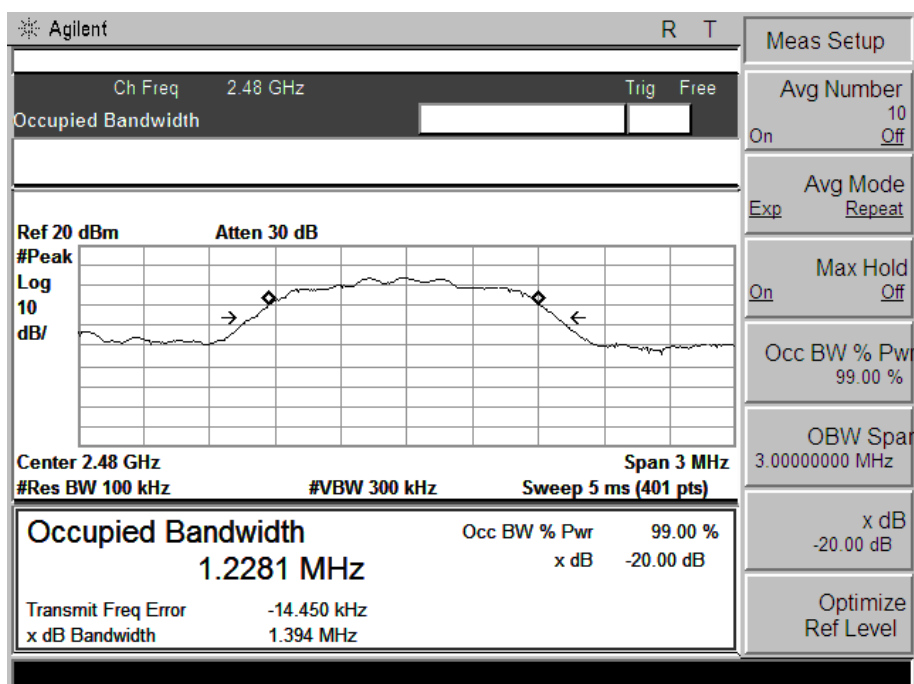 Agilent R T
Ch Freq 2.48 GHz Trig Free
Occupied Bandwidth
Ref 20 dBm Atten 30 dB
#Peak
Log
10
dB/
Center 2.48 GHz Span 3 MHz
#Res BW 100 kHz #VBW 300 kHz Sweep 5 ms (401 pts)
Occupied Bandwidth
1.2281 MHz
Occ BW % Pwr 99.00 %
x dB -20.00 dB
Transmit Freq Error -14.450 kHz
x dB Bandwidth 1.394 MHz
Meas Setup
Avg Number
10
On Off
Avg Mode
Exp Repeat
Max Hold
On Off
Occ BW % Pwr
99.00 %
OBW Spar
3.00000000 MHz
x dB
-20.00 dB
Optimize
Ref Level